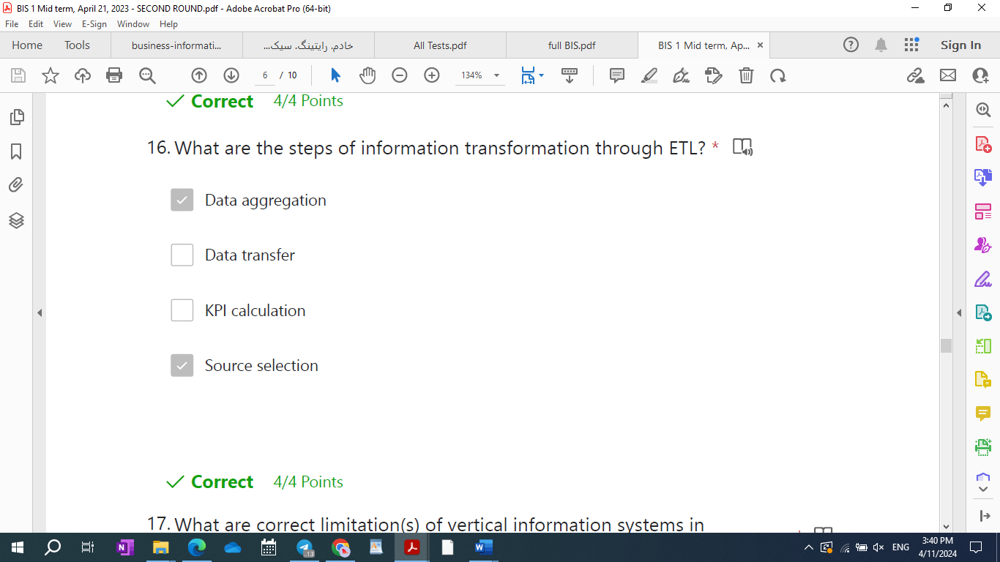 BIS 1 Mid term, April 21, 2023 - SECOND ROUND.pdf - Adobe Acrobat Pro (64-bit)
File Edit View E-Sign Window Help
Home Tools business-informati... خادم. رایتینگ. سیک... All Tests.pdf full BIS.pdf BIS 1 Mid term, Ap... × Sign In
6 / 10 134%
Correct 4/4 Points
16. What are the steps of information transformation through ETL? *
Data aggregation
Data transfer
KPI calculation
Source selection
Correct 4/4 Points
17. What are correct limitation(s) of vertical information systems in
N 13 W ENG 3:40 PM
4/11/2024